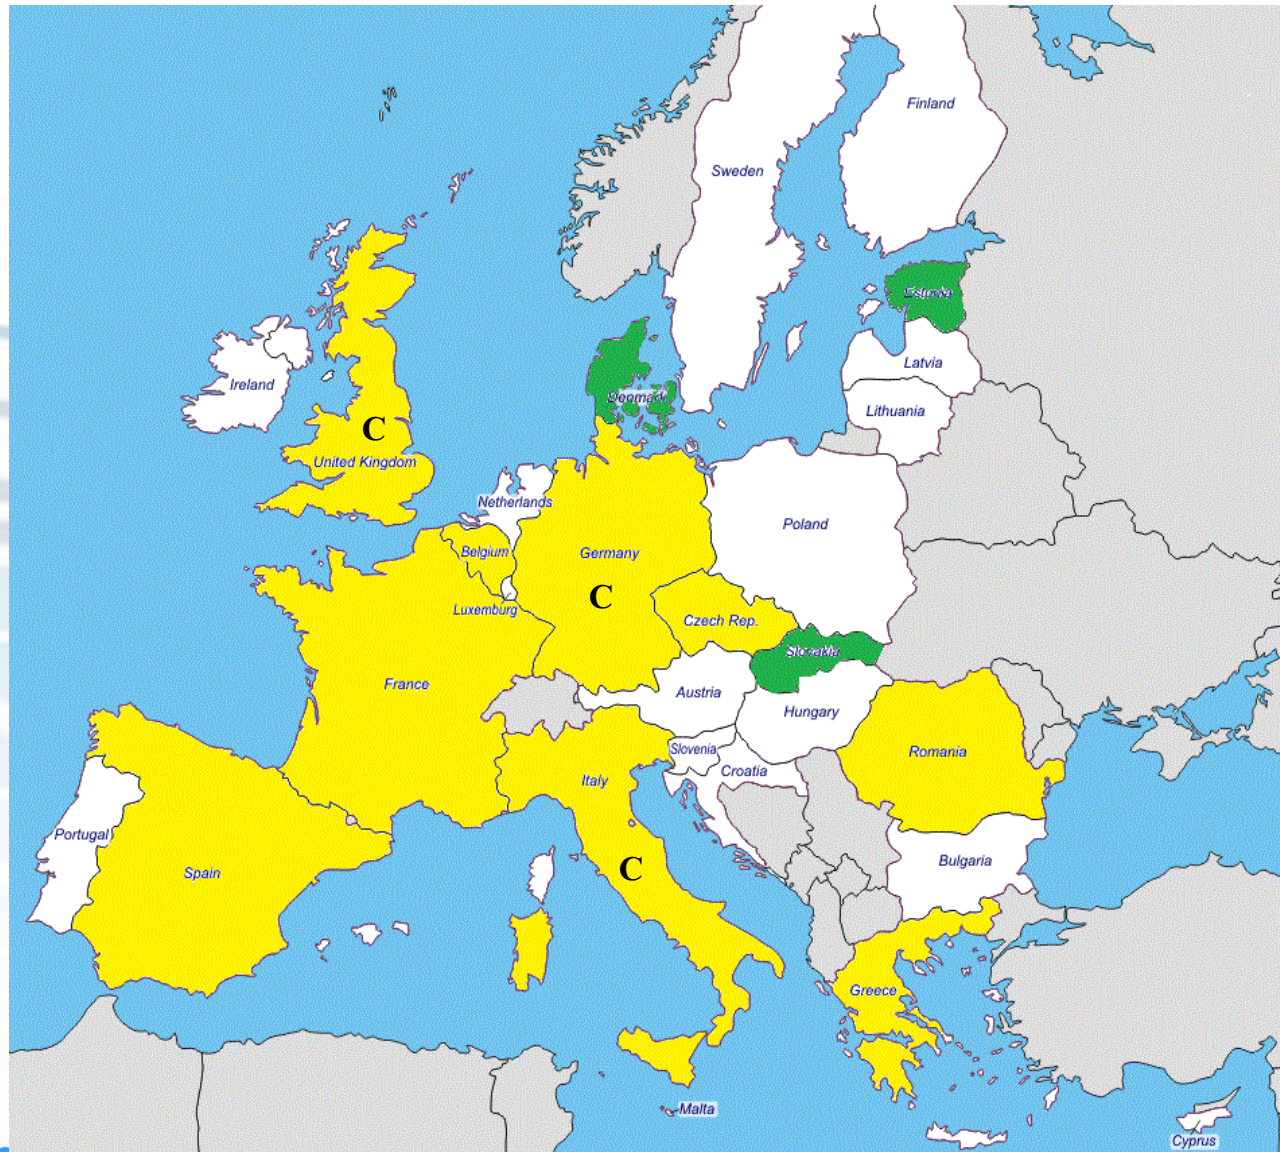 Finland
Sweden
Estonia
Latvia
Ireland
Denmark
Lithuania
C
United Kingdom
Netherlands
Poland
Belgium
Germany
C
Luxemburg
Czech Rep.
Slovakia
France
Austria
Hungary
Slovenia
Romania
Croatia
Italy
Portugal
Bulgaria
C
Spain
Greece
Malta
Cyprus